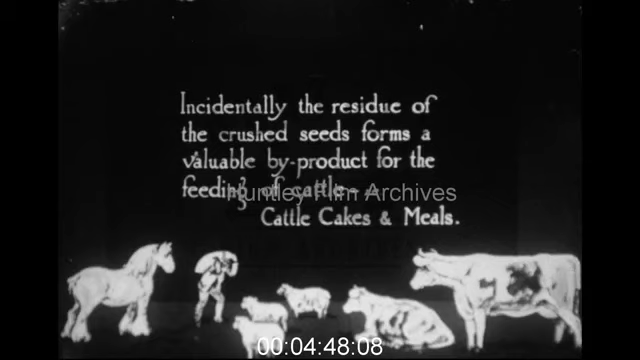 Incidentally the residue of
the crushed seeds forms a
valuable by-product for the
feeding of cattle-
Huntley Film Archives
Cattle Cakes & Meals.
00:04:48:08